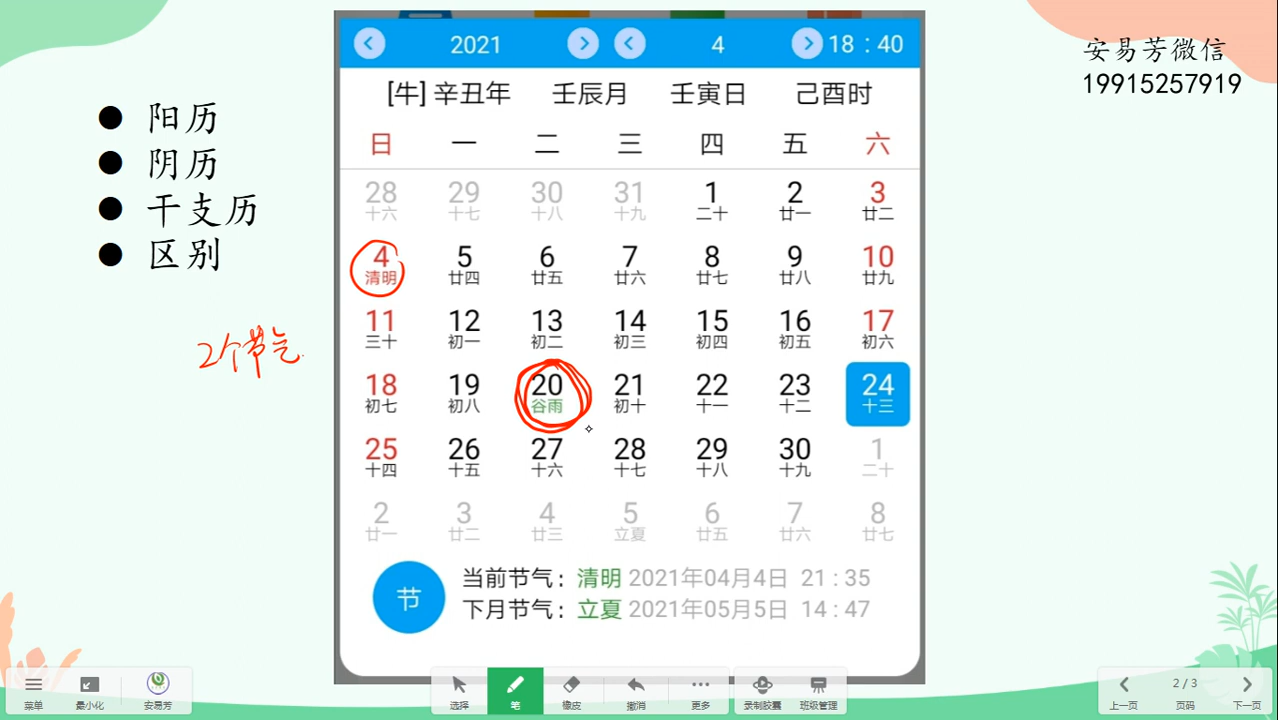 安易芳微信
19915257919
阳历
阴历
干支历
区别
2个节气
2021 4 18：40
[牛] 辛丑年 壬辰月 壬寅日 己酉时
日 一 二 三 四 五 六
28 29 30 31 1 2 3
十六 十七 十八 十九 二十 廿一 廿二
4 5 6 7 8 9 10
清明 廿四 廿五 廿六 廿七 廿八 廿九
11 12 13 14 15 16 17
三十 初一 初二 初三 初四 初五 初六
18 19 20 21 22 23 24
初七 初八 谷雨 初十 十一 十二 十三
25 26 27 28 29 30 1
十四 十五 十六 十七 十八 十九 二十
2 3 4 5 6 7 8
廿一 廿二 廿三 立夏 廿五 廿六 廿七
节
当前节气：清明 2021年04月4日 21：35
下月节气：立夏 2021年05月5日 14：47
菜单 最小化 安易芳 选择 笔 橡皮 撤消 更多 录制胶囊 班级管理 上一页 2 / 3 页码 下一页